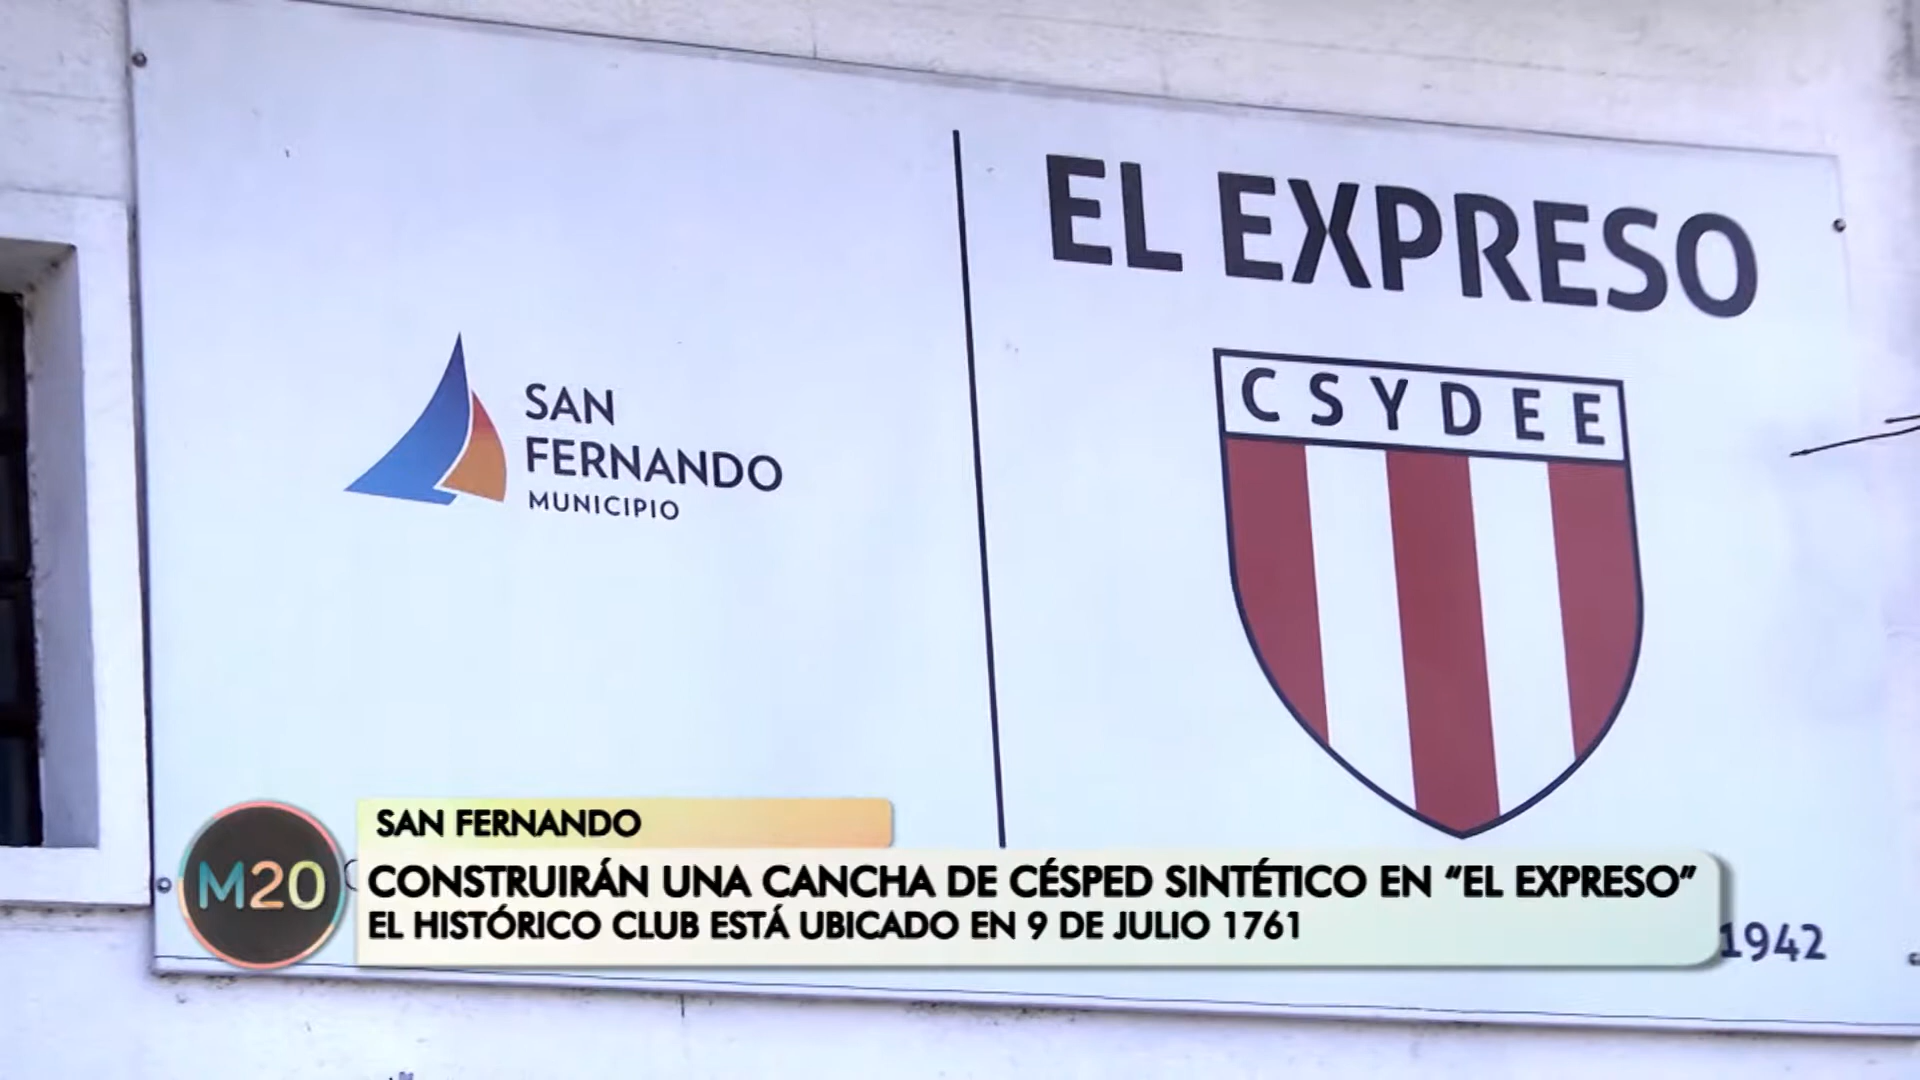 EL EXPRESO
CSYDEE
SAN
FERNANDO
MUNICIPIO
SAN FERNANDO
M20
CONSTRUIRÁN UNA CANCHA DE CÉSPED SINTÉTICO EN “EL EXPRESO”
EL HISTÓRICO CLUB ESTÁ UBICADO EN 9 DE JULIO 1761
1942